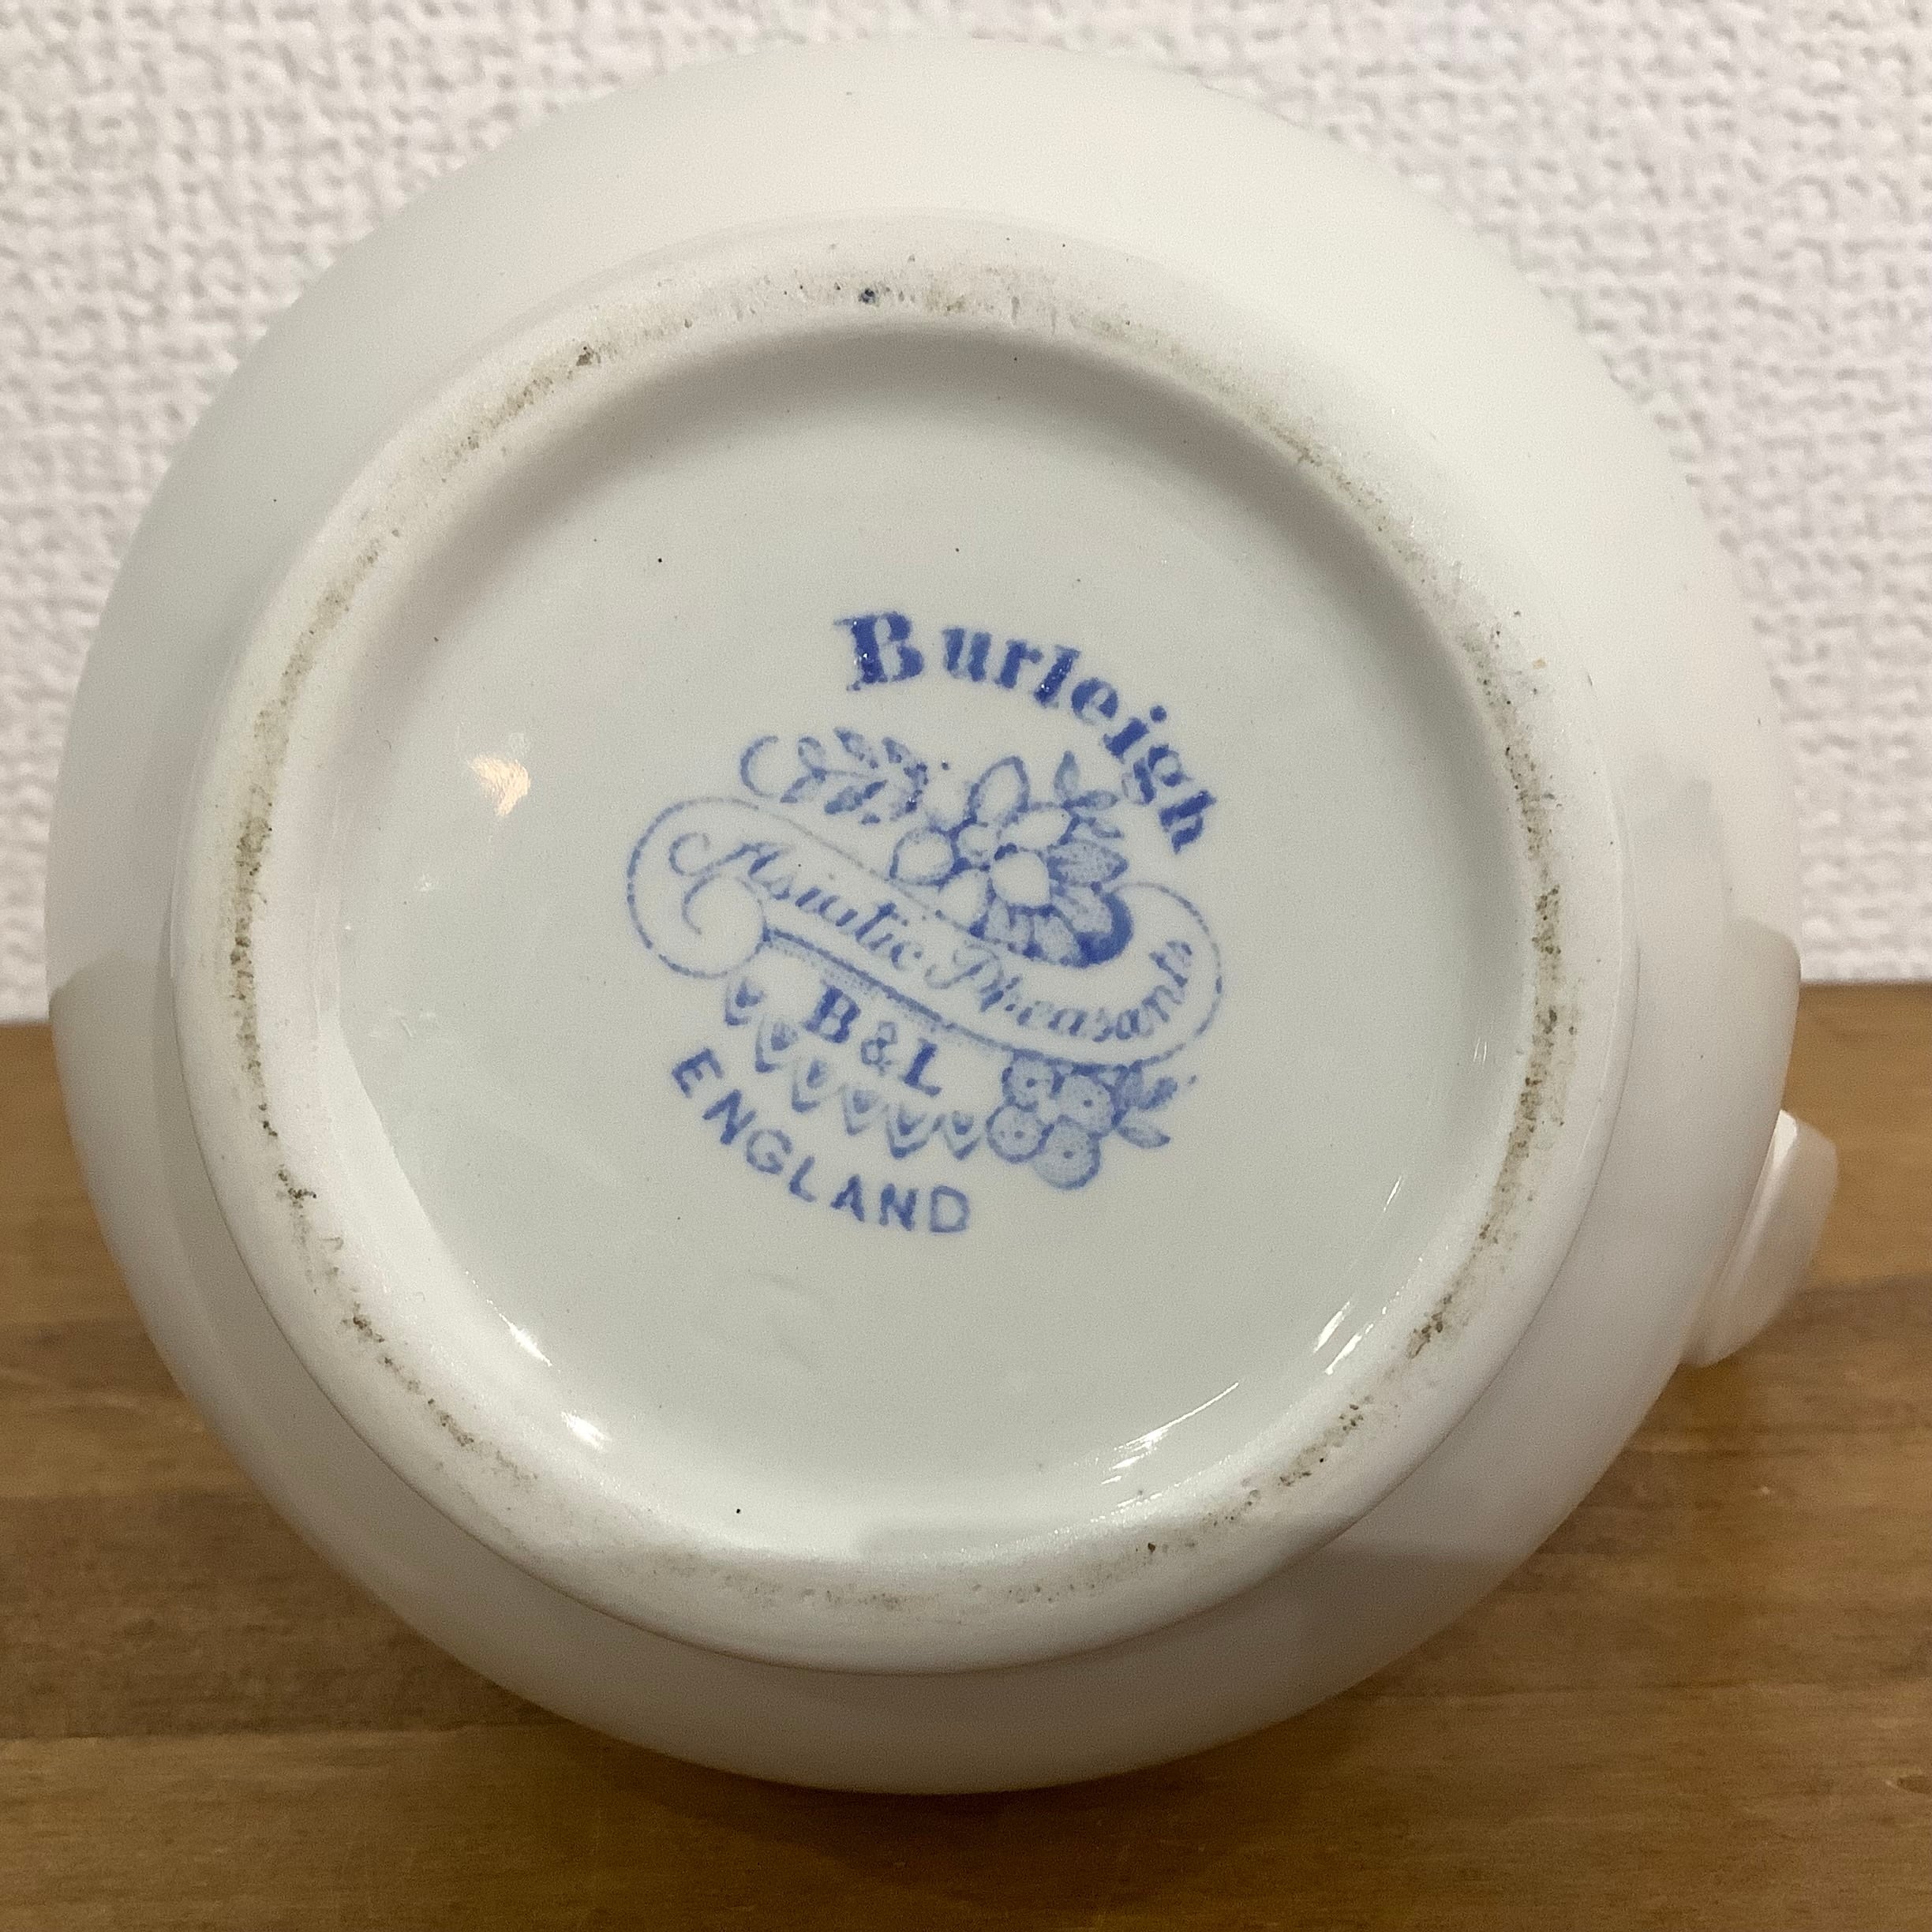 Burleigh
Asiatic Pheasants
B&L
ENGLAND